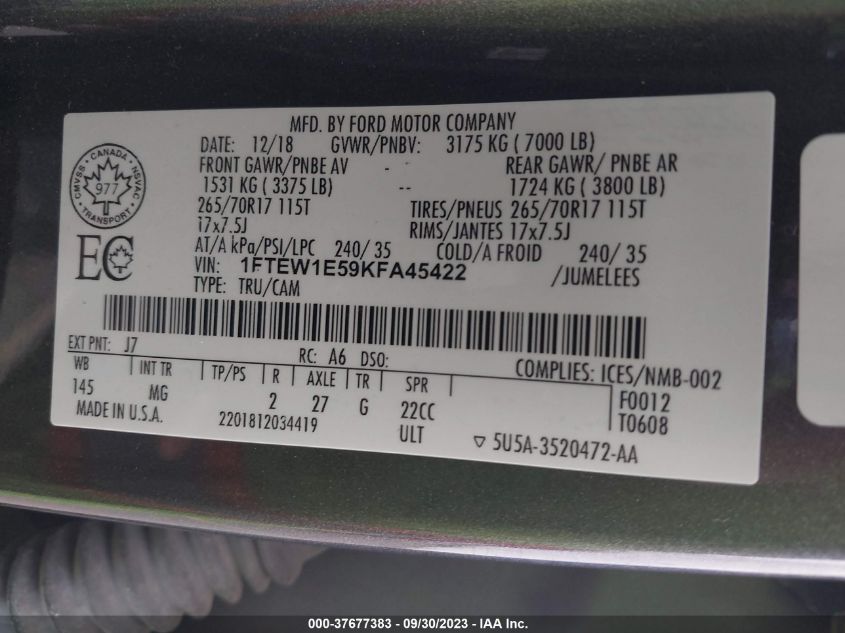 MFD. BY FORD MOTOR COMPANY
DATE: 12/18 GVWR/PNBV: 3175 KG ( 7000 LB)
FRONT GAWR/PNBE AV - - REAR GAWR/ PNBE AR
1531 KG ( 3375 LB) -- 1724 KG ( 3800 LB)
265/70R17 115T TIRES/PNEUS 265/70R17 115T
17x7.5J RIMS/JANTES 17x7.5J
AT/A kPa/PSI/LPC 240/ 35 COLD/A FROID 240/ 35
VIN: 1FTEW1E59KFA45422 /JUMELEES
TYPE: TRU/CAM
CANADA
CMVSS
NSVAC
977
TRANSPORT
EC
EXT PNT: J7 RC: A6 DSO: COMPLIES: ICES/NMB-002
WB INT TR TP/PS R AXLE TR SPR F0012
145 MG 2 27 G 22CC T0608
MADE IN U.S.A. 2201812034419 ULT ▽ 5U5A-3520472-AA
000-37677383 - 09/30/2023 - IAA Inc.